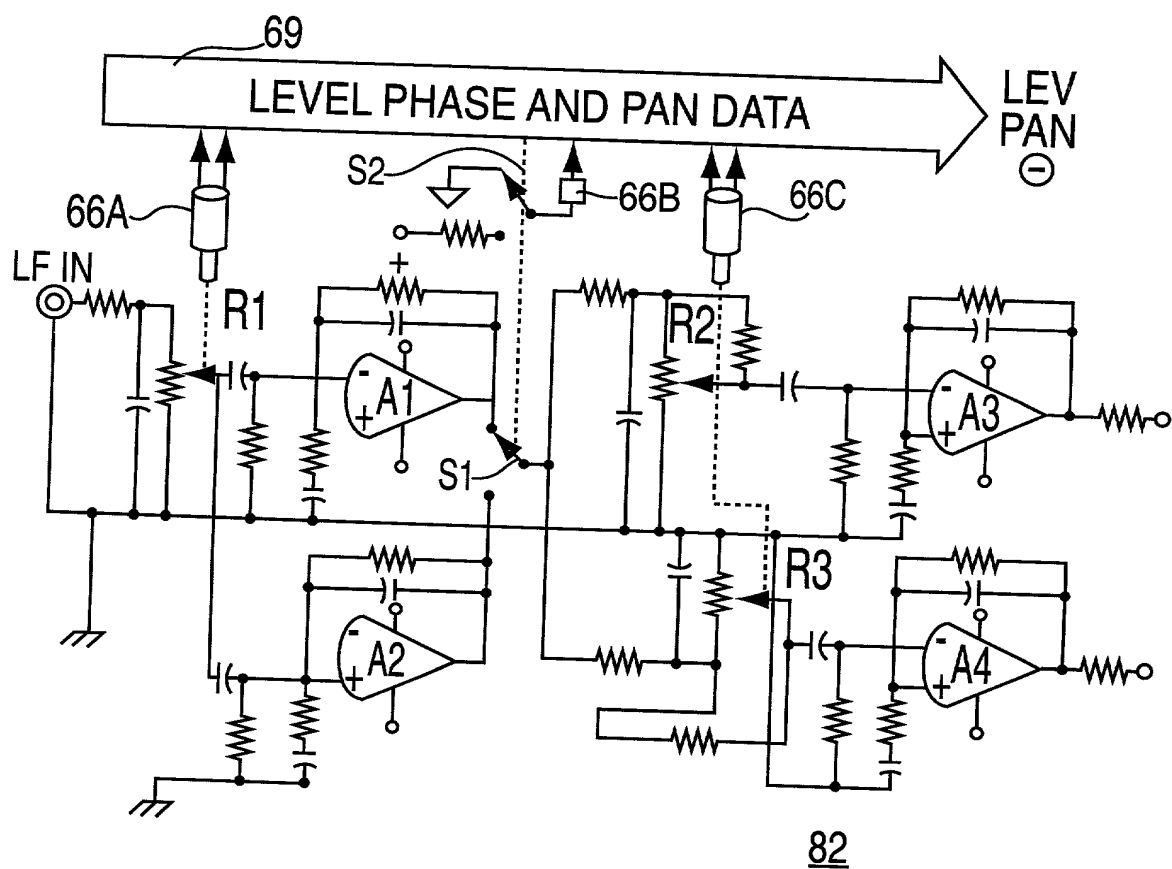 69
LEVEL PHASE AND PAN DATA
LEV
PAN
⊖
S2
66A
66B
66C
LF IN
+
R1
R2
-
A1
+
-
A3
+
S1
R3
-
A2
+
-
A4
+
82